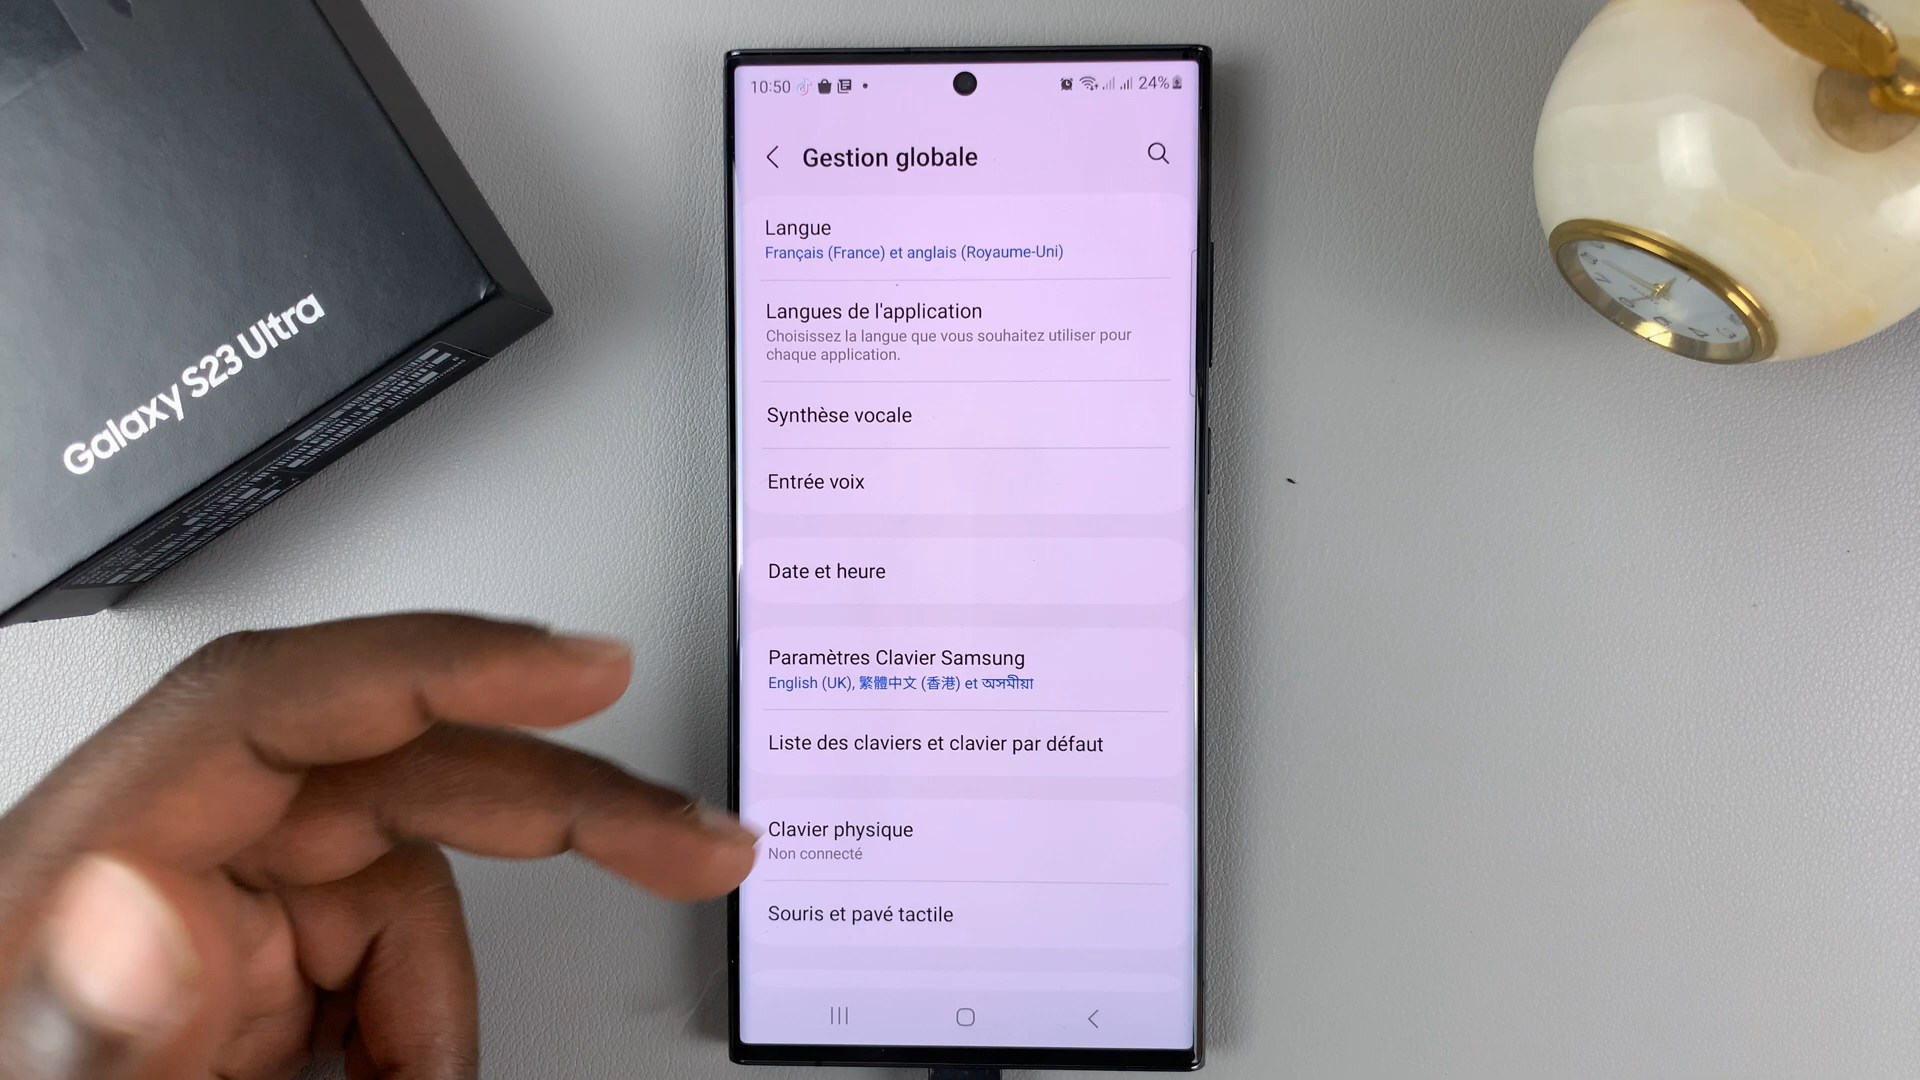 Galaxy S23 Ultra
10:50
24%
Gestion globale
Langue
Français (France) et anglais (Royaume-Uni)
Langues de l'application
Choisissez la langue que vous souhaitez utiliser pour
chaque application.
Synthèse vocale
Entrée voix
Date et heure
Paramètres Clavier Samsung
English (UK), 繁體中文 (香港) et অসমীয়া
Liste des claviers et clavier par défaut
Clavier physique
Non connecté
Souris et pavé tactile